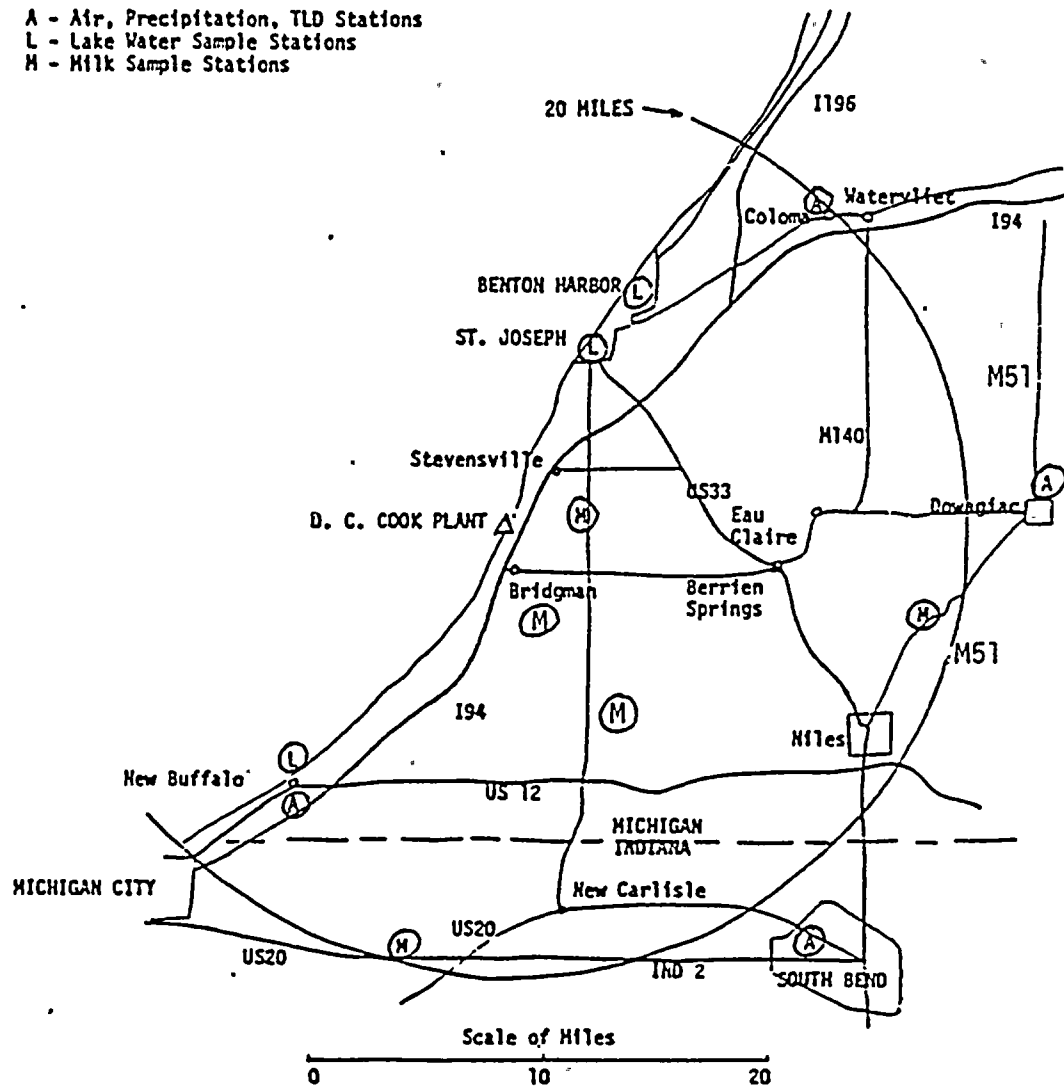 A - Air, Precipitation, TLD Stations
L - Lake Water Sample Stations
M - Milk Sample Stations
20 MILES
I196
A
Watervliet
Coloma
I94
BENTON HARBOR
L
ST. JOSEPH
L
M51
M140
Stevensville
US33
A
D. C. COOK PLANT
M
Eau
Claire
Dowagiac
Bridgman
Berrien
Springs
M
M
M51
I94
M
Niles
L
New Buffalo
A
US 12
MICHIGAN
INDIANA
MICHIGAN CITY
New Carlisle
US20
M
US20
A
IND 2
SOUTH BEND
Scale of Miles
0
10
20